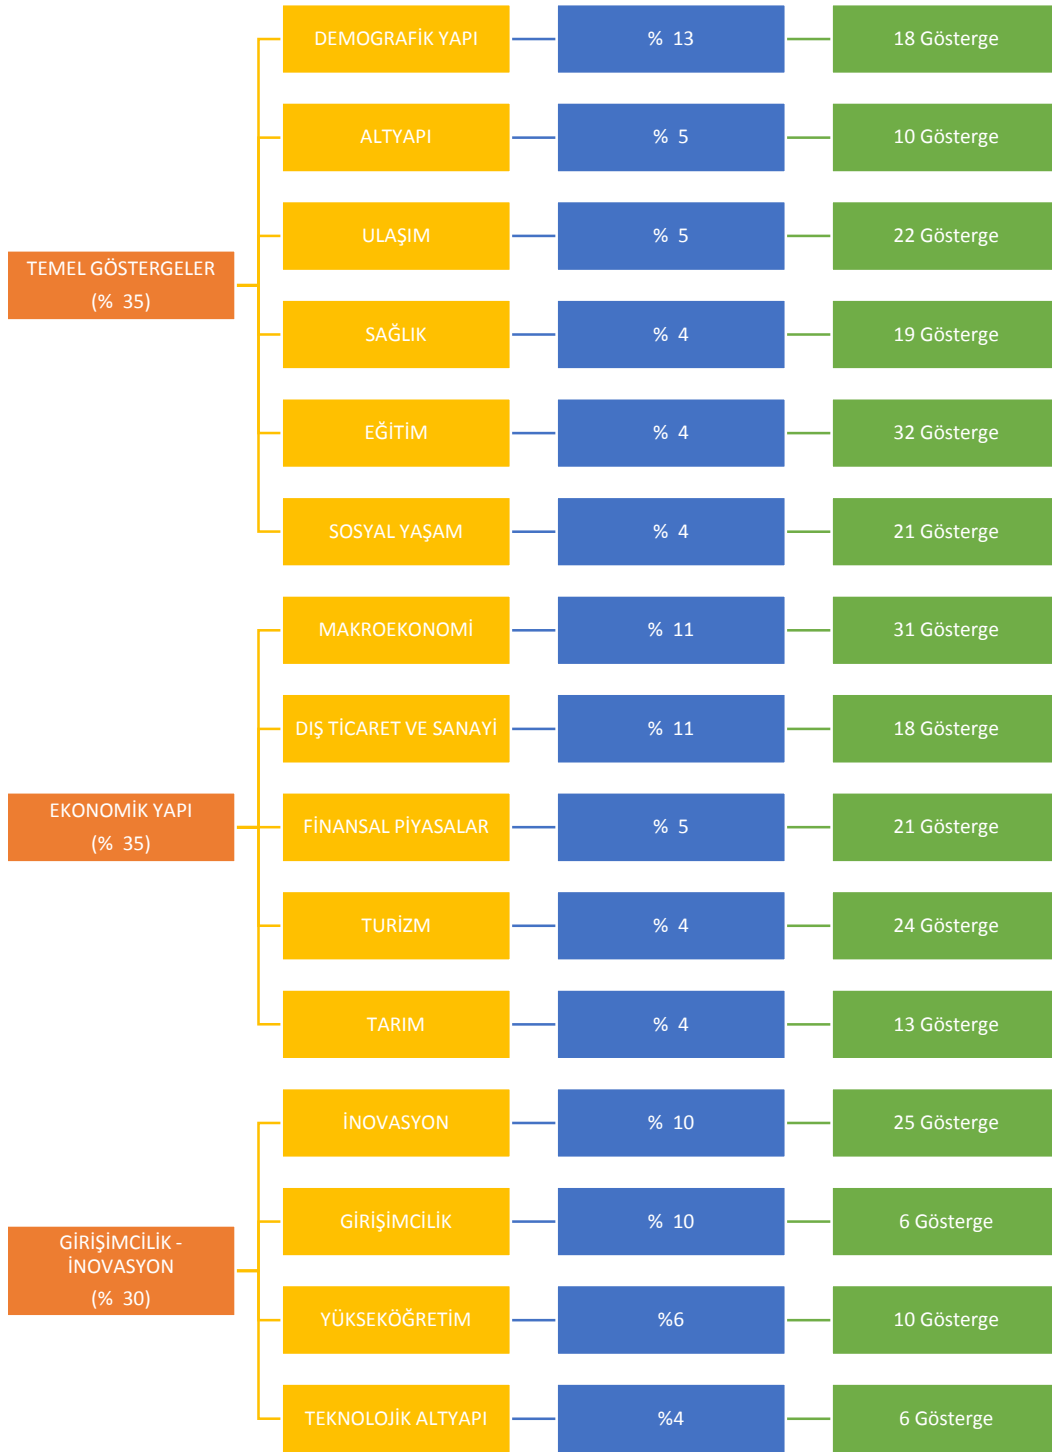 DEMOGRAFİK YAPI
% 13
18 Gösterge
ALTYAPI
% 5
10 Gösterge
ULAŞIM
% 5
22 Gösterge
TEMEL GÖSTERGELER
(% 35)
SAĞLIK
% 4
19 Gösterge
EĞİTİM
% 4
32 Gösterge
SOSYAL YAŞAM
% 4
21 Gösterge
MAKROEKONOMİ
% 11
31 Gösterge
DIŞ TİCARET VE SANAYİ
% 11
18 Gösterge
EKONOMİK YAPI
(% 35)
FİNANSAL PİYASALAR
% 5
21 Gösterge
TURİZM
% 4
24 Gösterge
TARIM
% 4
13 Gösterge
İNOVASYON
% 10
25 Gösterge
GİRİŞİMCİLİK
% 10
6 Gösterge
GİRİŞİMCİLİK -
İNOVASYON
(% 30)
YÜKSEKÖĞRETİM
%6
10 Gösterge
TEKNOLOJİK ALTYAPI
%4
6 Gösterge